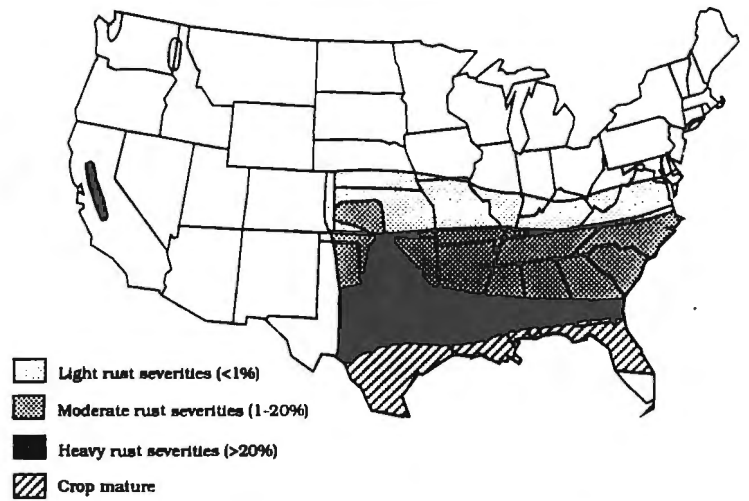 Light rust severities (<1%)
Moderate rust severities (1-20%)
Heavy rust severities (>20%)
Crop mature